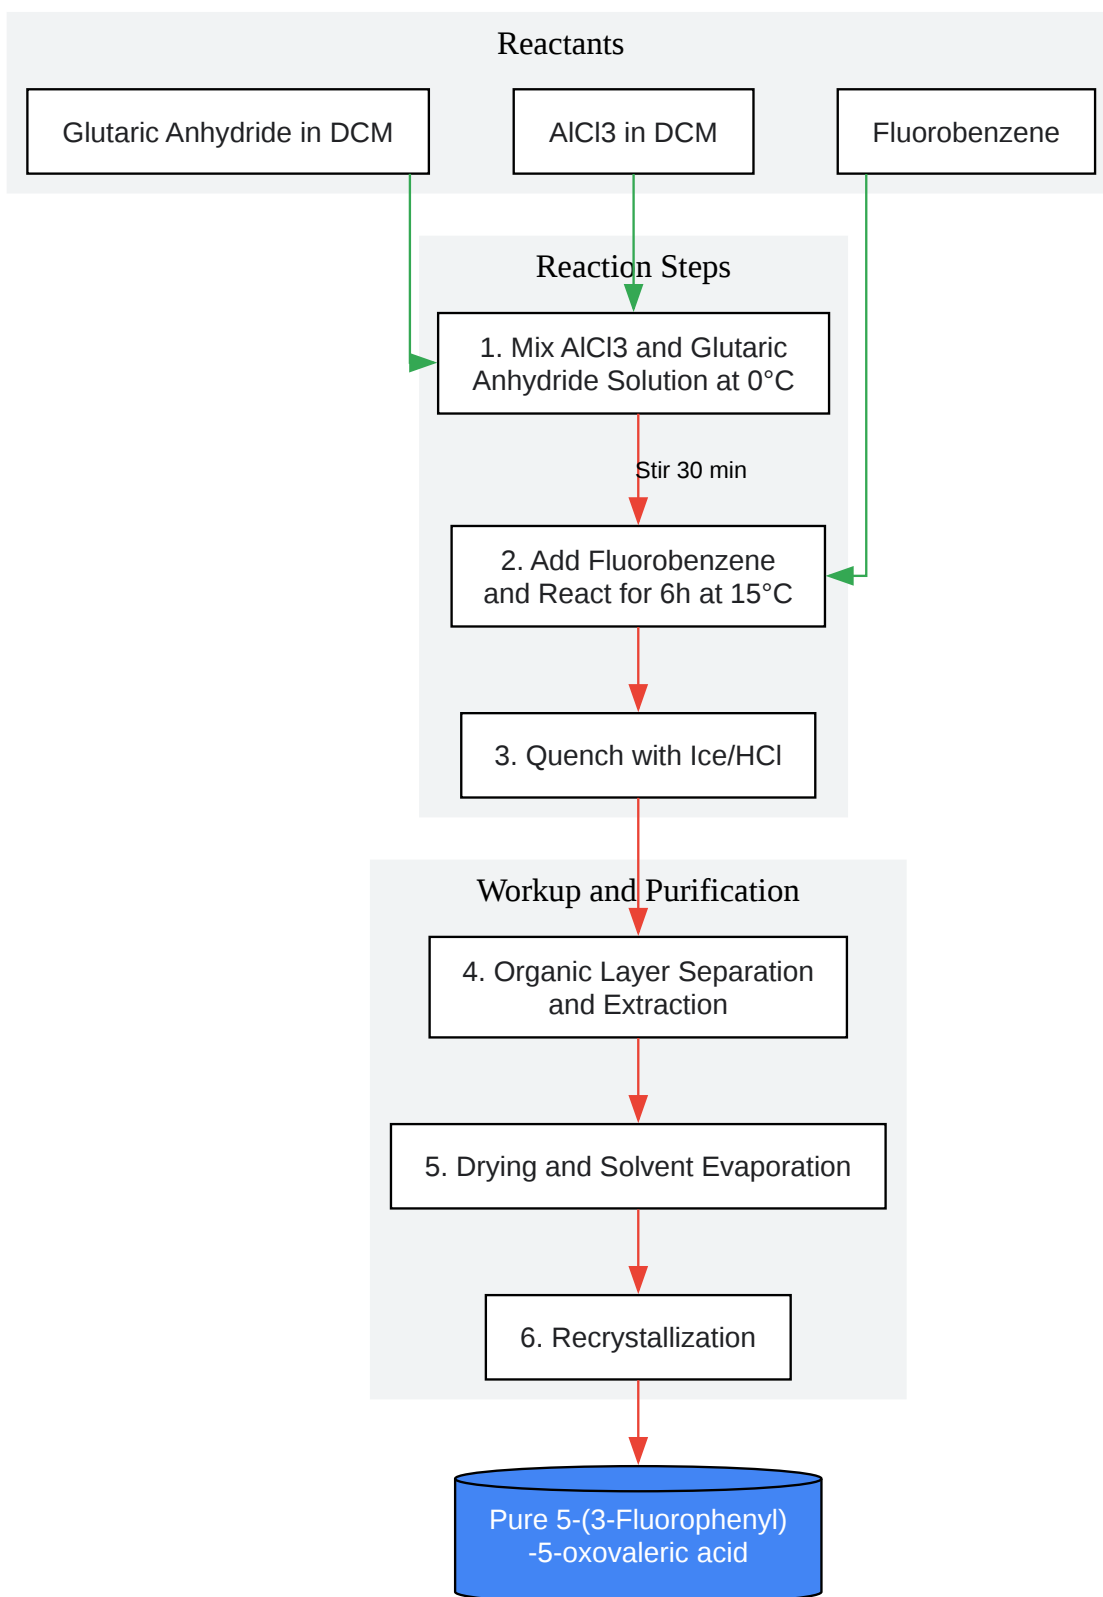 Reactants
Glutaric Anhydride in DCM
AlCl3 in DCM
Fluorobenzene
Reaction Steps
1. Mix AlCl3 and Glutaric
Anhydride Solution at 0°C
Stir 30 min
2. Add Fluorobenzene
and React for 6h at 15°C
3. Quench with Ice/HCl
Workup and Purification
4. Organic Layer Separation
and Extraction
5. Drying and Solvent Evaporation
6. Recrystallization
Pure 5-(3-Fluorophenyl)
-5-oxovaleric acid